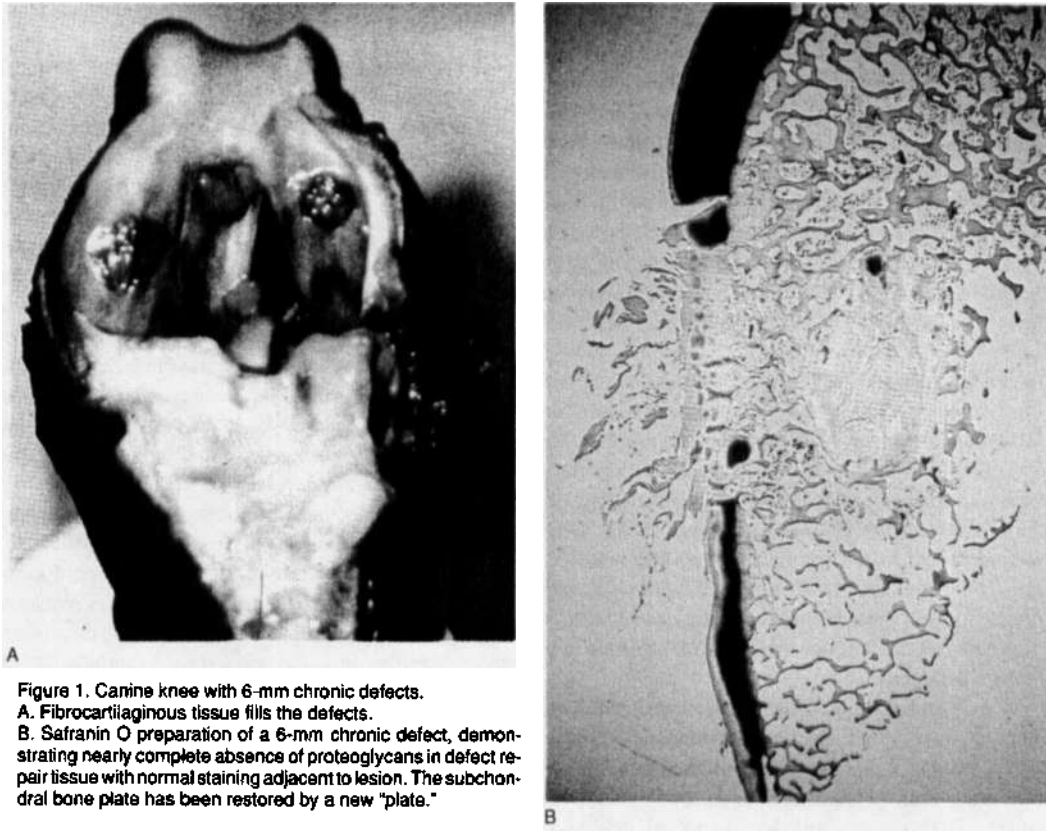 A
Figure 1. Canine knee with 6-mm chronic defects.
A. Fibrocartilaginous tissue fills the defects.
B. Safranin O preparation of a 6-mm chronic defect, demon-
strating nearly complete absence of proteoglycans in defect re-
pair tissue with normal staining adjacent to lesion. The subchon-
dral bone plate has been restored by a new "plate."
B